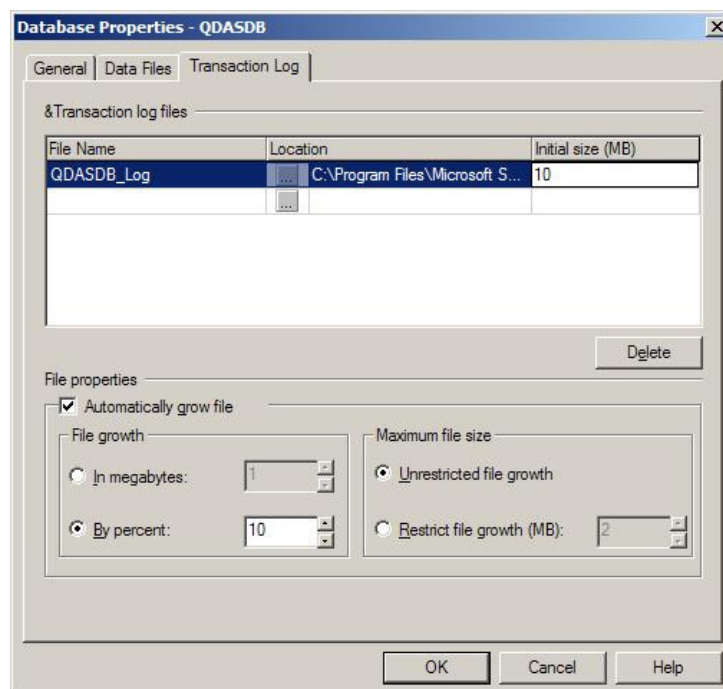 Database Properties - QDASDB
General Data Files Transaction Log
&Transaction log files
File Name Location Initial size (MB)
QDASDB_Log ... C:\Program Files\Microsoft S... 10
...
Delete
File properties
Automatically grow file
File growth Maximum file size
In megabytes: 1 Unrestricted file growth
By percent: 10 Restrict file growth (MB): 2
OK Cancel Help